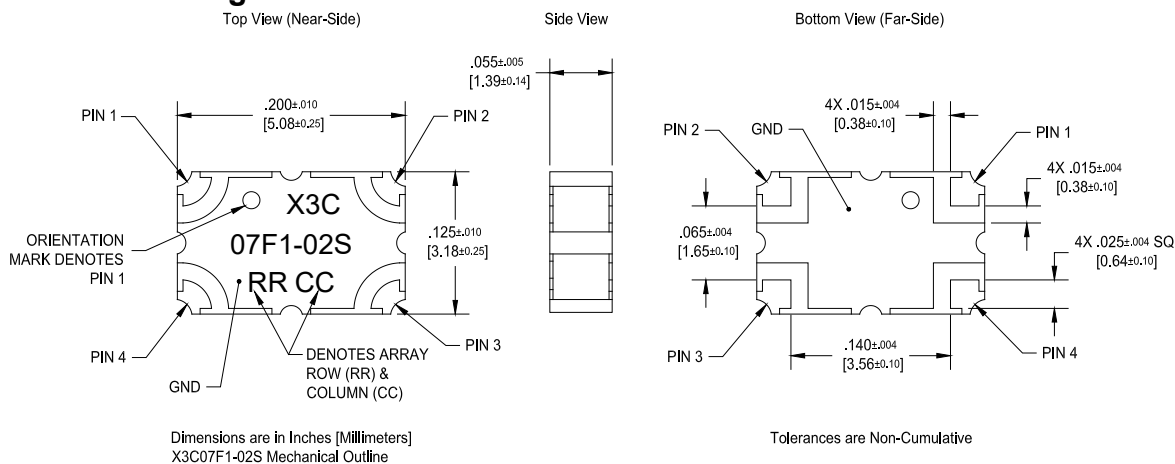 Top View (Near-Side)
Side View
Bottom View (Far-Side)
.200±.010
[5.08±0.25]
PIN 1
PIN 2
.055±.005
[1.39±0.14]
4X .015±.004
[0.38±0.10]
PIN 2
GND
PIN 1
4X .015±.004
[0.38±0.10]
X3C
07F1-02S
RR CC
.125±.010
[3.18±0.25]
ORIENTATION
MARK DENOTES
PIN 1
.065±.004
[1.65±0.10]
4X .025±.004 SQ
[0.64±0.10]
PIN 4
GND
DENOTES ARRAY
ROW (RR) &
COLUMN (CC)
PIN 3
PIN 3
.140±.004
[3.56±0.10]
PIN 4
Dimensions are in Inches [Millimeters]
X3C07F1-02S Mechanical Outline
Tolerances are Non-Cumulative